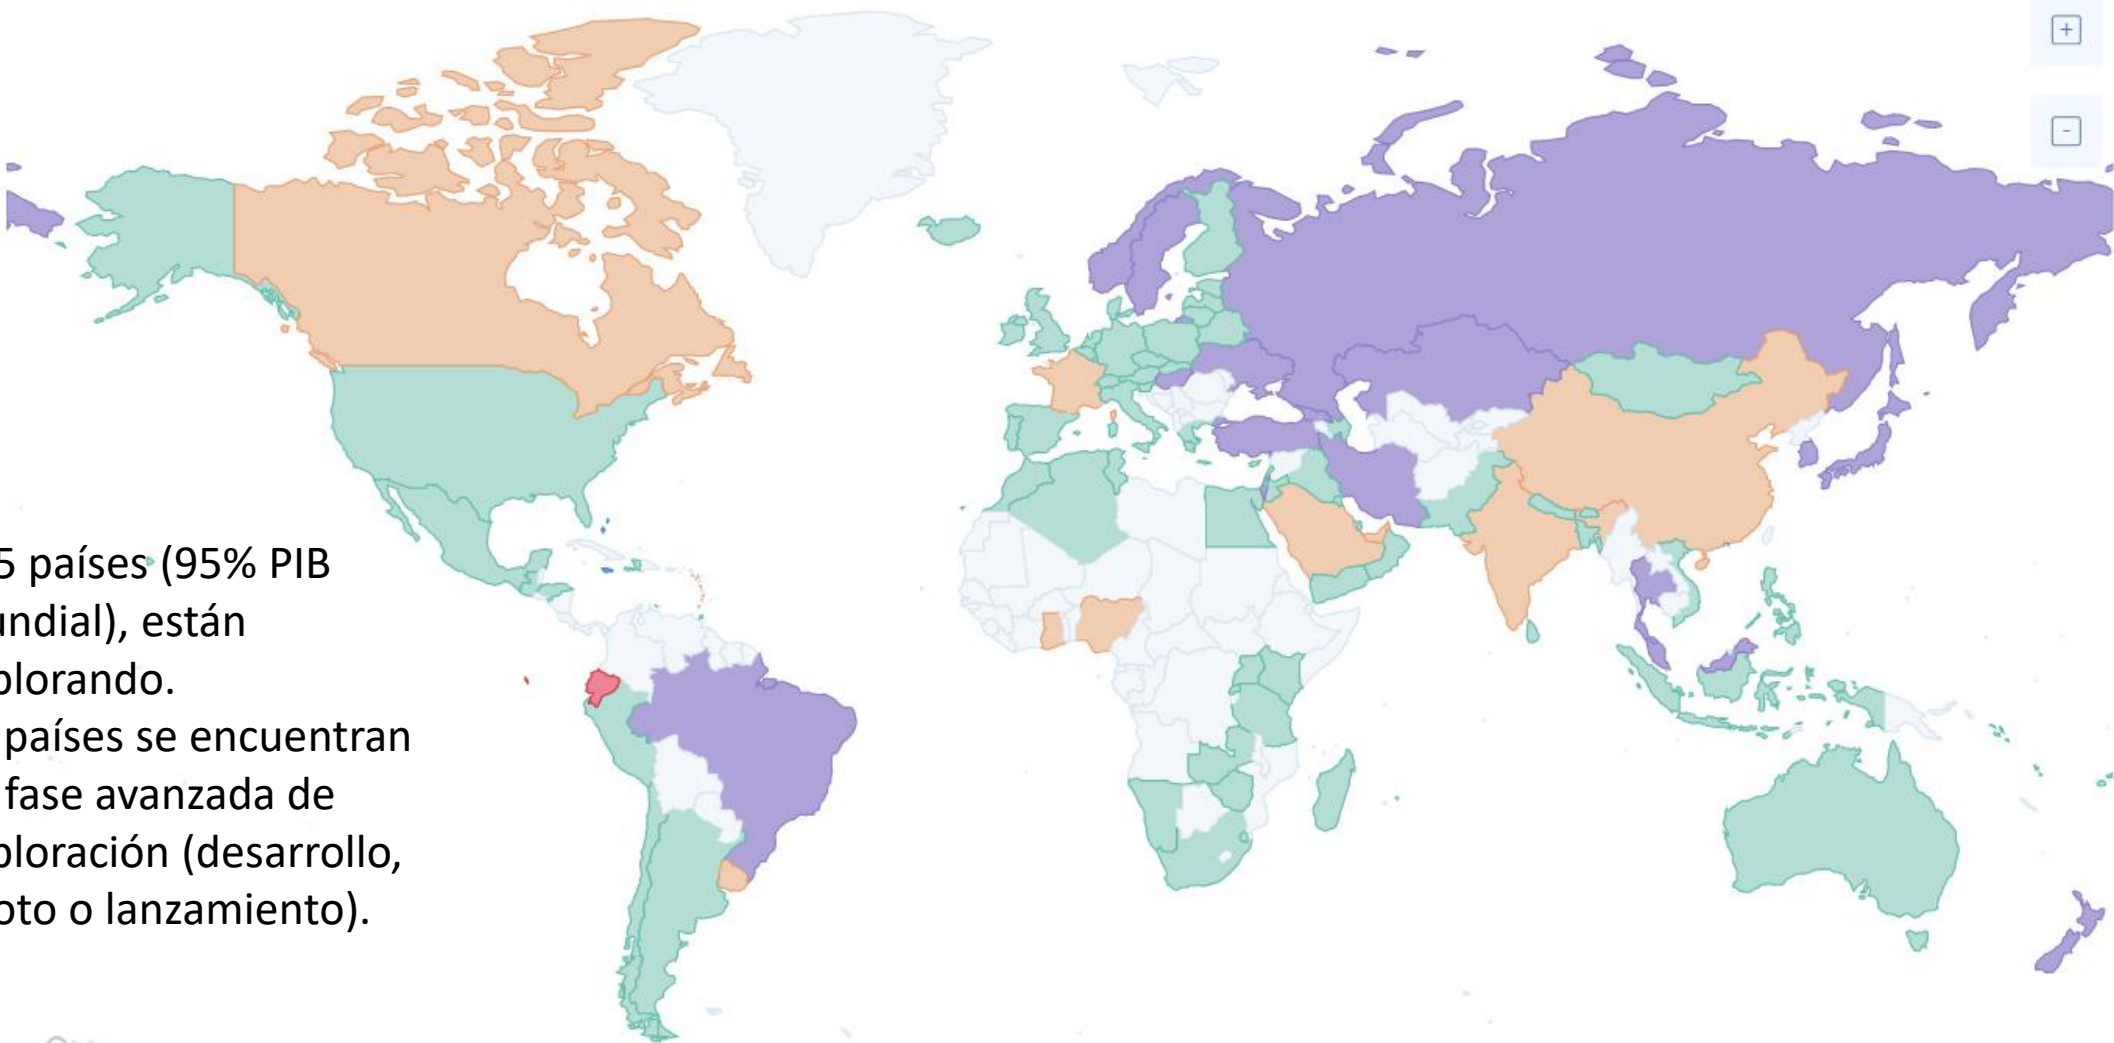 +
-
5 países (95% PIB
undial), están
plorando.
países se encuentran
fase avanzada de
ploración (desarrollo,
oto o lanzamiento).